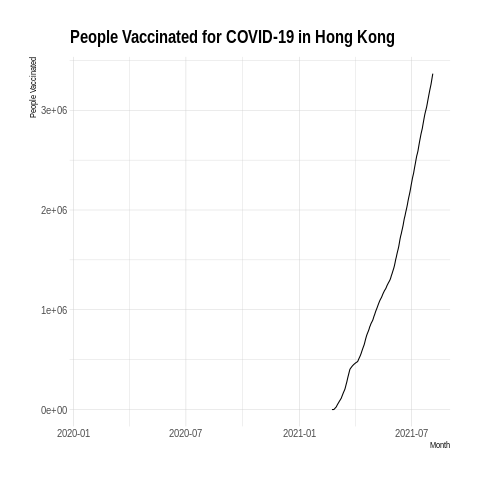 People Vaccinated for COVID-19 in Hong Kong
People Vaccinated
3e+06
2e+06
1e+06
0e+00
2020-01 2020-07 2021-01 2021-07
Month